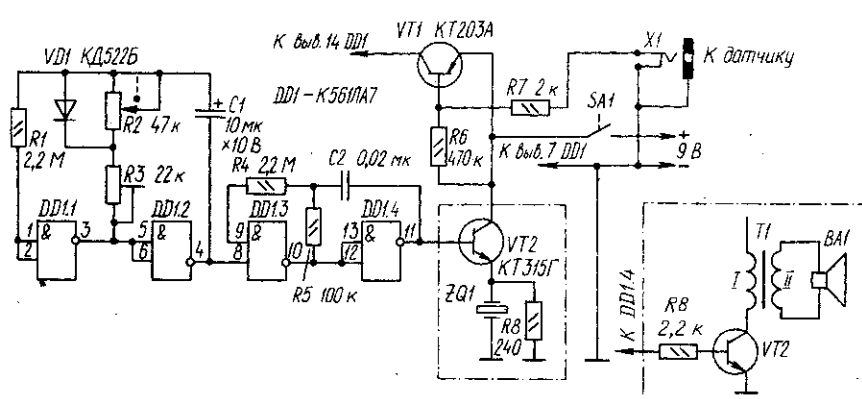 VT1 КТ203А
К выв.14 DD1
X1
К датчику
VD1 КД522Б
DD1 – К561ЛА7
R7 2 к
SA1
R1
2,2 М
R2 47 к
+
C1
10 мк
×10 В
R6
470 к
К выв.7 DD1
+
9 В
–
R3 22 к
R4 2,2 М
C2 0,02 мк
DD1.1
DD1.2
DD1.3
DD1.4
1
2
&
3
5
6
&
4
9
8
&
10
13
12
&
11
R5 100 к
VT2
КТ315Г
ZQ1
R8
240
T1
BA1
I
II
К DD1.4
R8
2,2 к
VT2